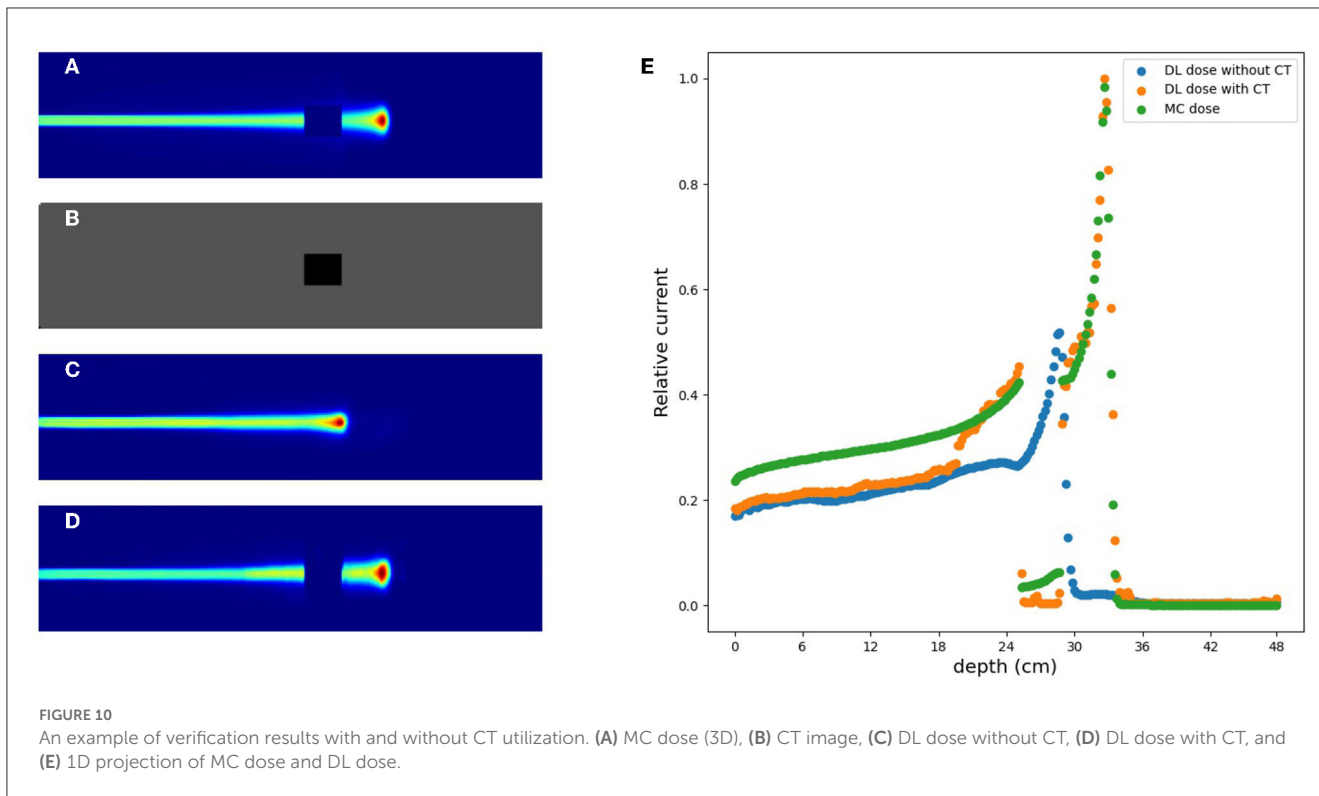 A
B
C
D
E
DL dose without CT
DL dose with CT
MC dose
Relative current
1.0
0.8
0.6
0.4
0.2
0.0
0 6 12 18 24 30 36 42 48
depth (cm)
FIGURE 10
An example of verification results with and without CT utilization. (A) MC dose (3D), (B) CT image, (C) DL dose without CT, (D) DL dose with CT, and
(E) 1D projection of MC dose and DL dose.